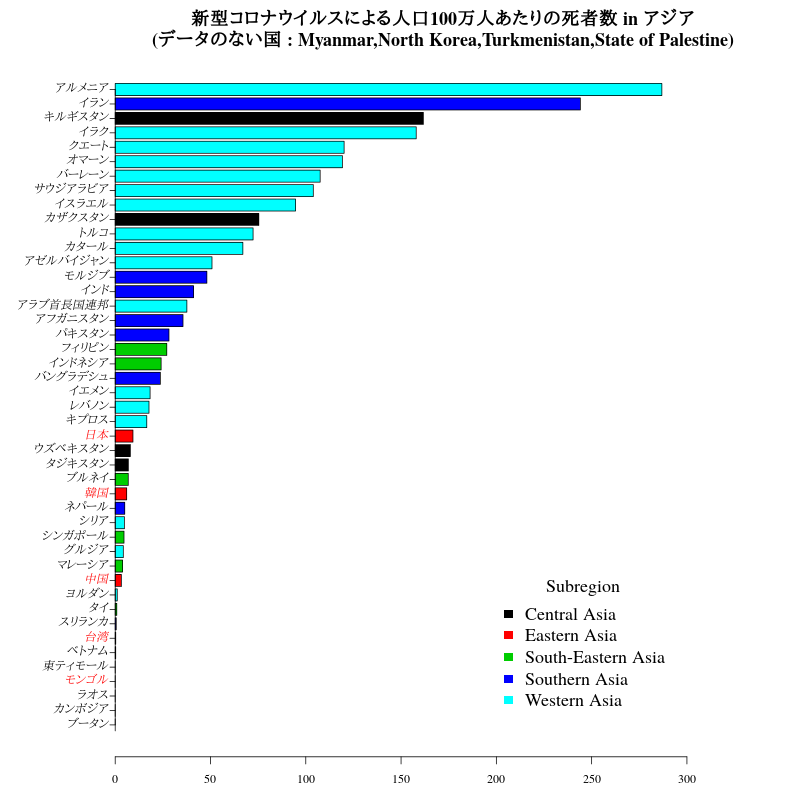 新型コロナウイルスによる人口100万人あたりの死者数 in アジア
(データのない国 : Myanmar,North Korea,Turkmenistan,State of Palestine)
アルメニア
イラン
キルギスタン
イラク
クエート
オマーン
バーレーン
サウジアラビア
イスラエル
カザクスタン
トルコ
カタール
アゼルバイジャン
モルジブ
インド
アラブ首長国連邦
アフガニスタン
パキスタン
フィリピン
インドネシア
バングラデシュ
イエメン
レバノン
キプロス
日本
ウズベキスタン
タジキスタン
ブルネイ
韓国
ネパール
シリア
シンガポール
グルジア
マレーシア
中国
ヨルダン
タイ
スリランカ
台湾
ベトナム
東ティモール
モンゴル
ラオス
カンボジア
ブータン
Subregion
Central Asia
Eastern Asia
South-Eastern Asia
Southern Asia
Western Asia
0 50 100 150 200 250 300